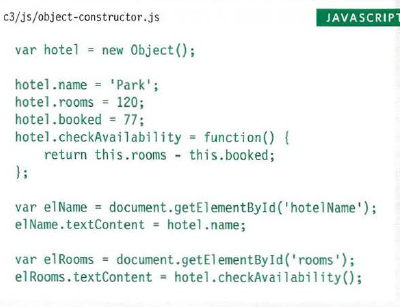 c3/js/object-constructor.js JAVASCRIPT
var hotel = new Object();
hotel.name = 'Park';
hotel.rooms = 120;
hotel.booked = 77;
hotel.checkAvailability = function() {
return this.rooms - this.booked;
};
var elName = document.getElementById('hotelName');
elName.textContent = hotel.name;
var elRooms = document.getElementById('rooms');
elRooms.textContent = hotel.checkAvailability();